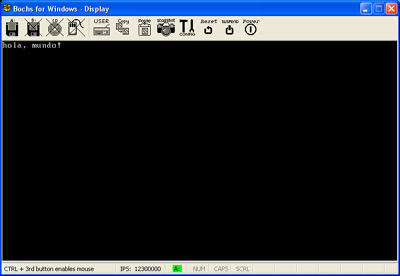 Bochs for Windows - Display
USER Copy Paste snapshot CONFIG Reset SUSPEND Power
hola, mundo!
CTRL + 3rd button enables mouse IPS: 12300000 A: NUM CAPS SCRL